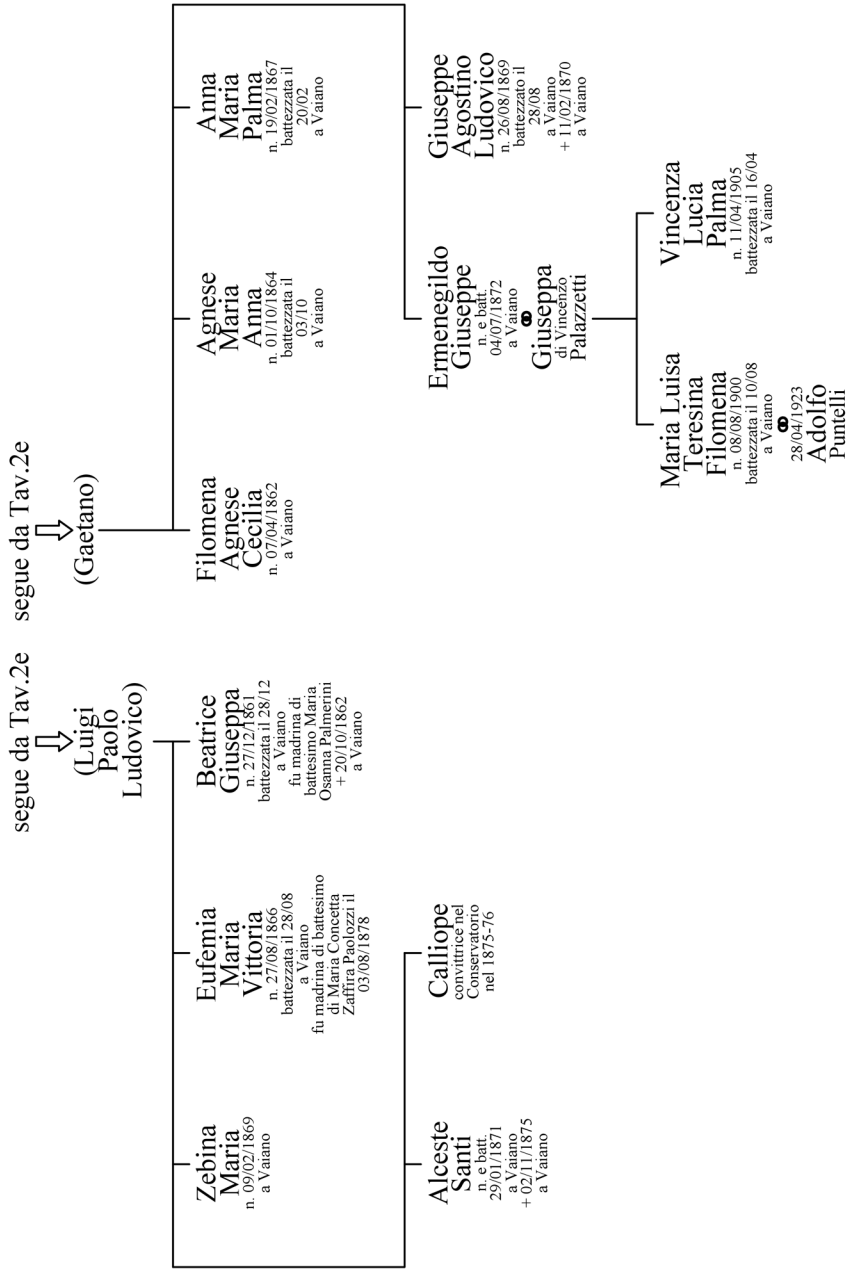 segue da Tav.2e
(Luigi
Paolo
Ludovico)
Zebina
Maria
n. 09/02/1869
a Vaiano
Eufemia
Maria
Vittoria
n. 27/08/1866
battezzata il 28/08
a Vaiano
fu madrina di battesimo
di Maria Concetta
Zaffira Paolozzi il
03/08/1878
Beatrice
Giuseppa
n. 27/12/1861
battezzata il 28/12
a Vaiano
fu madrina di
battesimo Maria
Osanna Palmerini
+ 20/10/1862
a Vaiano
Alceste
Santi
n. e batt.
29/01/1871
a Vaiano
+ 02/11/1875
a Vaiano
Calliope
convittrice nel
Conservatorio
nel 1875-76
segue da Tav.2e
(Gaetano)
Filomena
Agnese
Cecilia
n. 07/04/1862
a Vaiano
Agnese
Maria
Anna
n. 01/10/1864
battezzata il
03/10
a Vaiano
Anna
Maria
Palma
n. 19/02/1867
battezzata il
20/02
a Vaiano
Ermenegildo
Giuseppe
n. e batt.
04/07/1872
a Vaiano
Giuseppa
di Vincenzo
Palazzetti
Giuseppe
Agostino
Ludovico
n. 26/08/1869
battezzato il
28/08
a Vaiano
+ 11/02/1870
a Vaiano
Maria Luisa
Teresina
Filomena
n. 08/08/1900
battezzata il 10/08
a Vaiano
28/04/1923
Adolfo
Puntelli
Vincenza
Lucia
Palma
n. 11/04/1905
battezzata il 16/04
a Vaiano